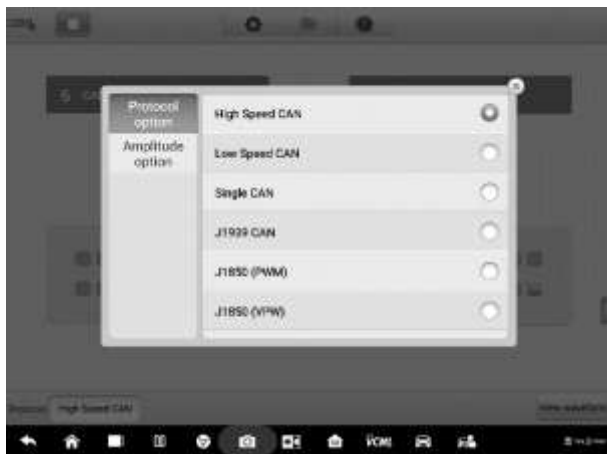 Protocol
option
Amplitude
option
High Speed CAN
Low Speed CAN
Single CAN
J1939 CAN
J1850 (PWM)
J1850 (VPW)
High Speed CAN
VCMI